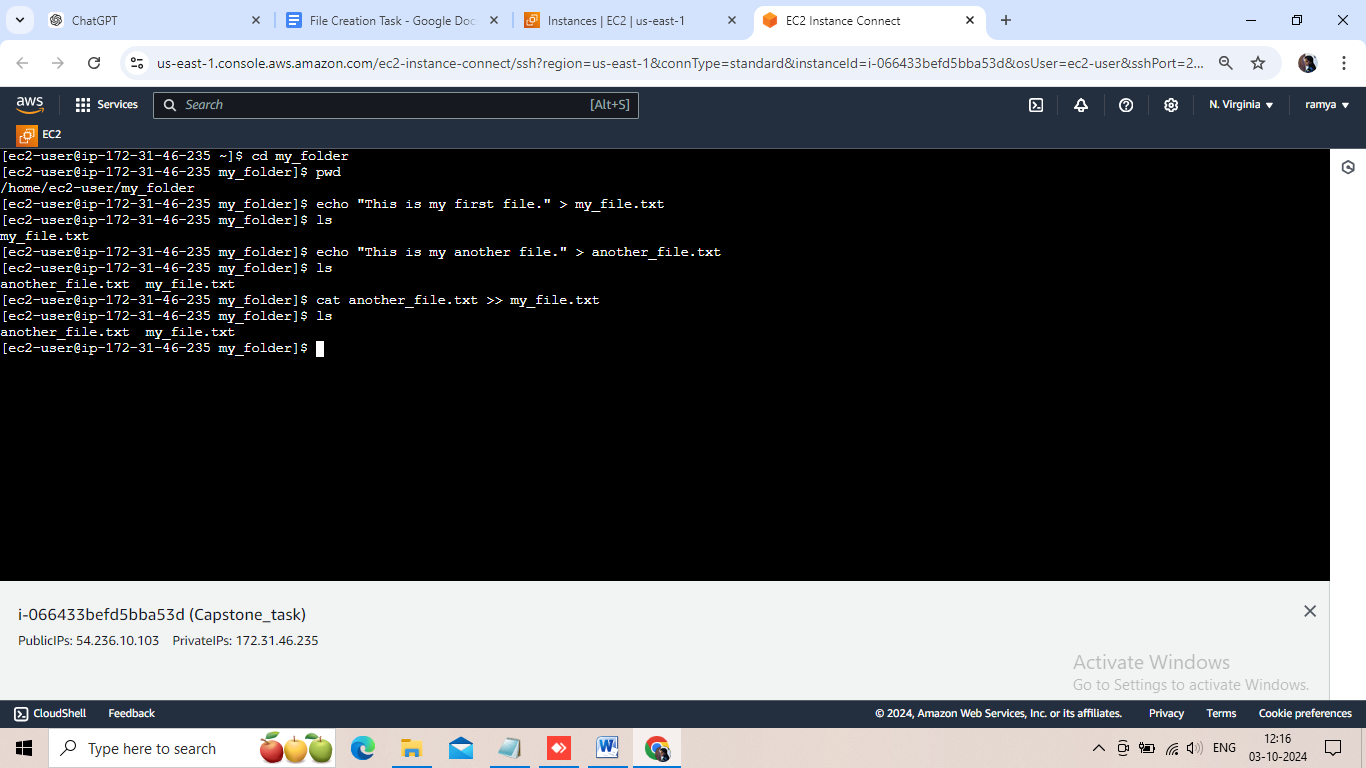 ChatGPT
File Creation Task - Google Doc
Instances | EC2 | us-east-1
EC2 Instance Connect
us-east-1.console.aws.amazon.com/ec2-instance-connect/ssh?region=us-east-1&connType=standard&instanceId=i-066433befd5bba53d&osUser=ec2-user&sshPort=2...
aws Services Search [Alt+S] N. Virginia ramya
EC2
[ec2-user@ip-172-31-46-235 ~]$ cd my_folder
[ec2-user@ip-172-31-46-235 my_folder]$ pwd
/home/ec2-user/my_folder
[ec2-user@ip-172-31-46-235 my_folder]$ echo "This is my first file." > my_file.txt
[ec2-user@ip-172-31-46-235 my_folder]$ ls
my_file.txt
[ec2-user@ip-172-31-46-235 my_folder]$ echo "This is my another file." > another_file.txt
[ec2-user@ip-172-31-46-235 my_folder]$ ls
another_file.txt  my_file.txt
[ec2-user@ip-172-31-46-235 my_folder]$ cat another_file.txt >> my_file.txt
[ec2-user@ip-172-31-46-235 my_folder]$ ls
another_file.txt  my_file.txt
[ec2-user@ip-172-31-46-235 my_folder]$
i-066433befd5bba53d (Capstone_task)
PublicIPs: 54.236.10.103 PrivateIPs: 172.31.46.235
Activate Windows
Go to Settings to activate Windows.
CloudShell Feedback © 2024, Amazon Web Services, Inc. or its affiliates. Privacy Terms Cookie preferences
Type here to search
ENG
12:16
03-10-2024